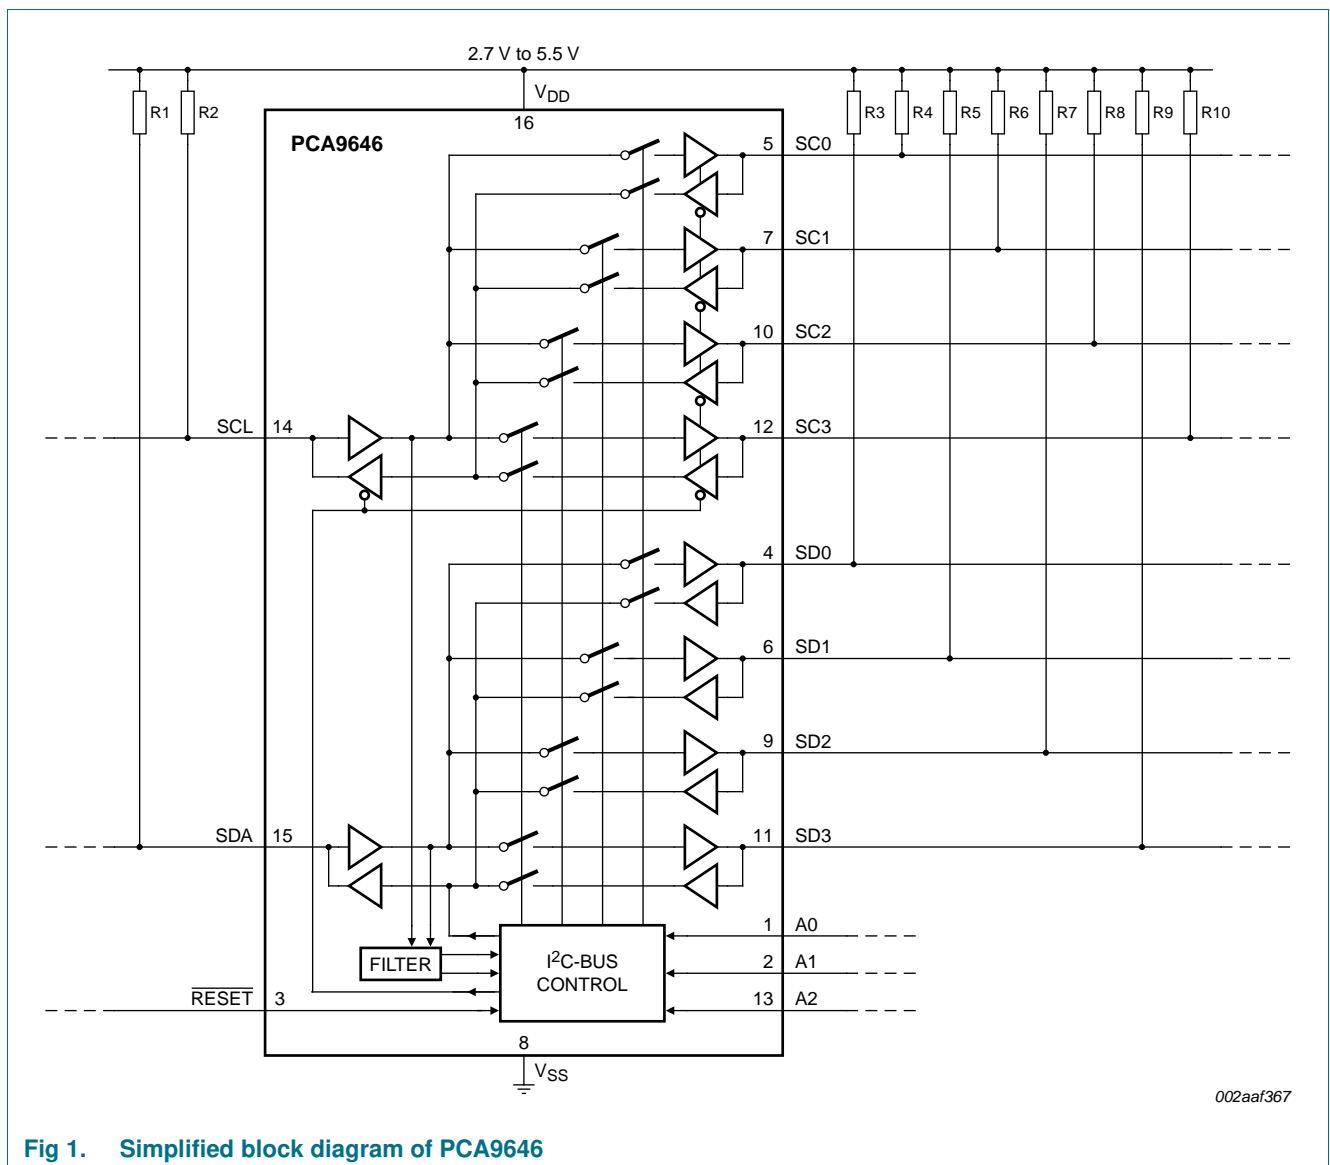 2.7 V to 5.5 V
VDD
16
R1 R2 R3 R4 R5 R6 R7 R8 R9 R10
PCA9646
5 SC0
7 SC1
10 SC2
SCL 14
12 SC3
4 SD0
6 SD1
9 SD2
SDA 15
11 SD3
1 A0
FILTER
I2C-BUS
CONTROL
2 A1
RESET 3
13 A2
8
VSS
002aaf367
Fig 1. Simplified block diagram of PCA9646